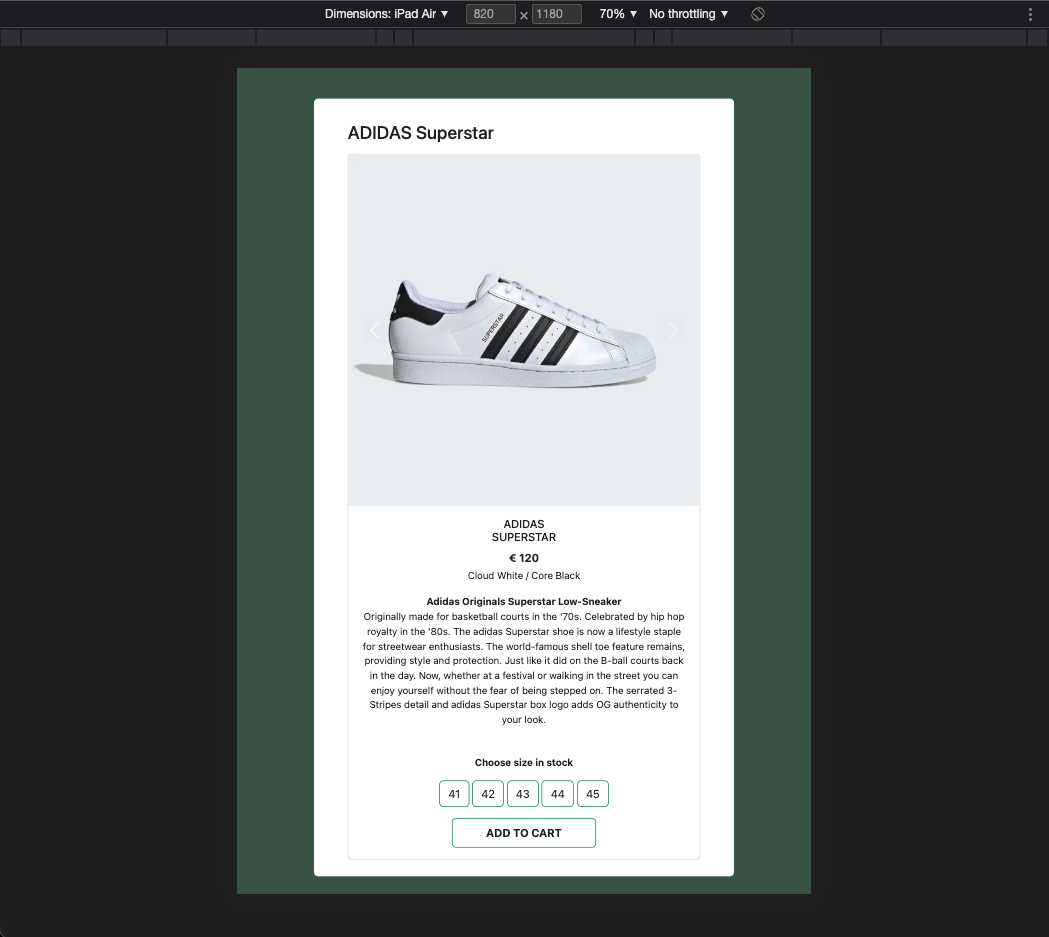 Dimensions: iPad Air ▼ 820 × 1180 70% ▼ No throttling ▼
ADIDAS Superstar
SUPERSTAR
ADIDAS
SUPERSTAR
€ 120
Cloud White / Core Black
Adidas Originals Superstar Low-Sneaker
Originally made for basketball courts in the '70s. Celebrated by hip hop
royalty in the '80s. The adidas Superstar shoe is now a lifestyle staple
for streetwear enthusiasts. The world-famous shell toe feature remains,
providing style and protection. Just like it did on the B-ball courts back
in the day. Now, whether at a festival or walking in the street you can
enjoy yourself without the fear of being stepped on. The serrated 3-
Stripes detail and adidas Superstar box logo adds OG authenticity to
your look.
Choose size in stock
41 42 43 44 45
ADD TO CART